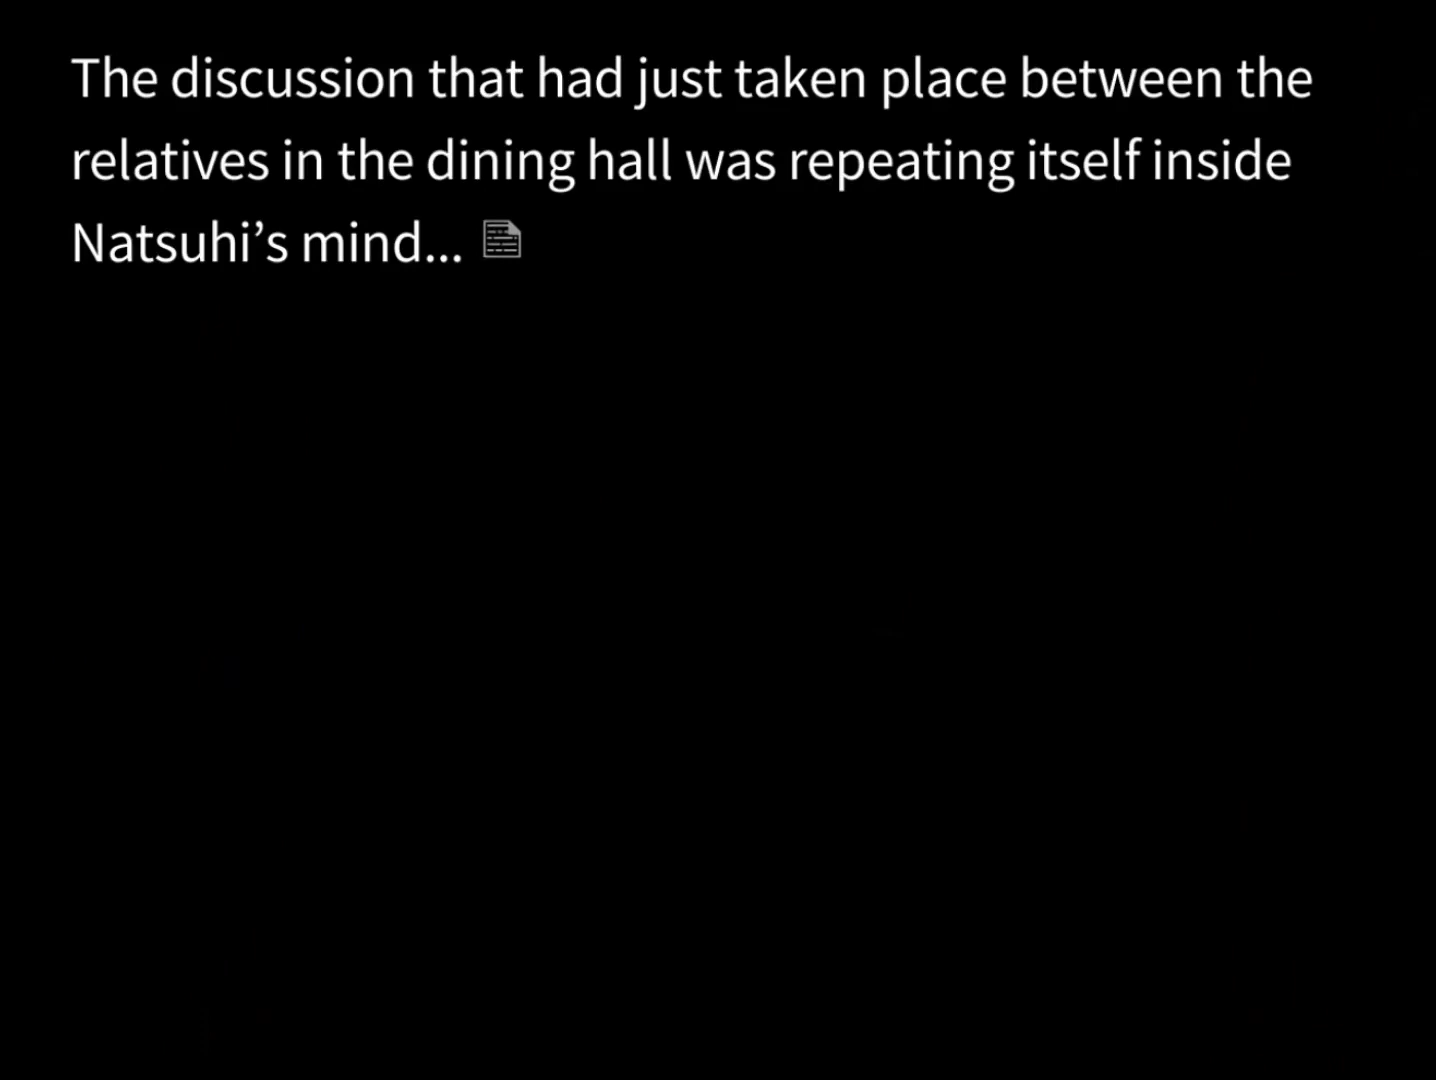 The discussion that had just taken place between the
relatives in the dining hall was repeating itself inside
Natsuhi’s mind...